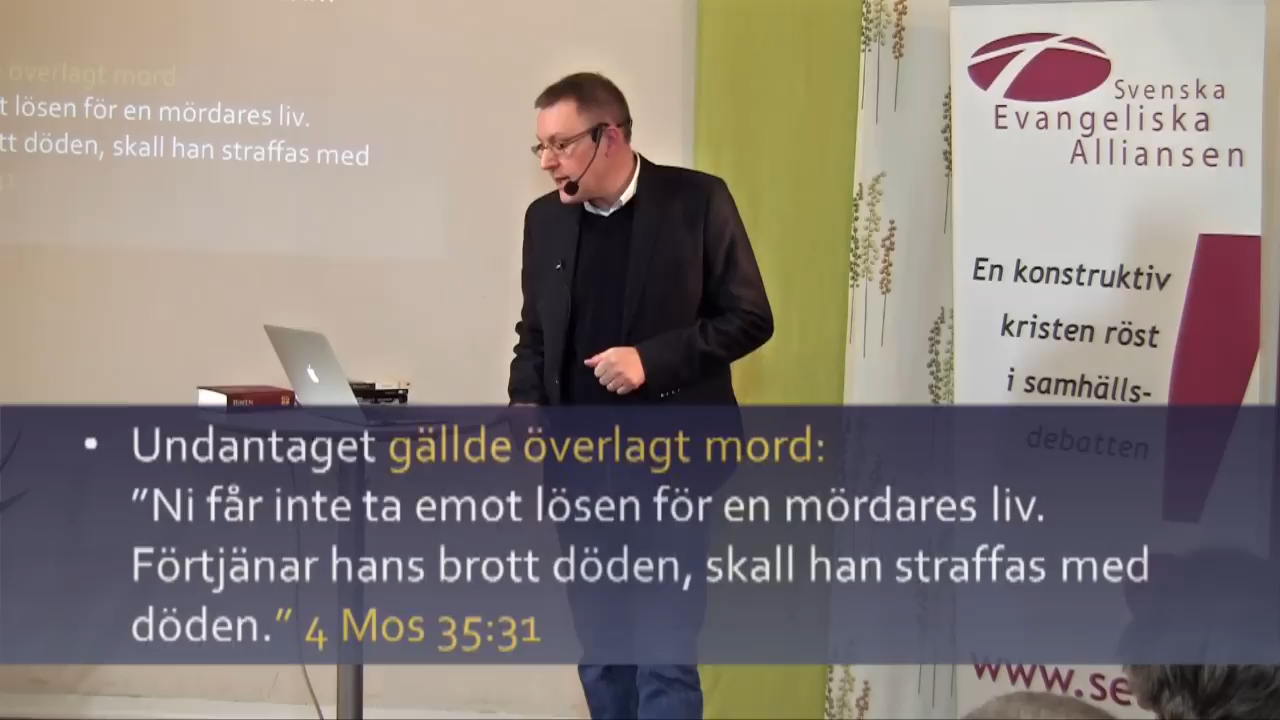 överlagt mord
t lösen för en mördares liv.
tt döden, skall han straffas med
Svenska
Evangeliska
Alliansen
En konstruktiv
kristen röst
i samhälls-
debatten
• Undantaget gällde överlagt mord:
”Ni får inte ta emot lösen för en mördares liv.
Förtjänar hans brott döden, skall han straffas med
döden.” 4 Mos 35:31
www.se